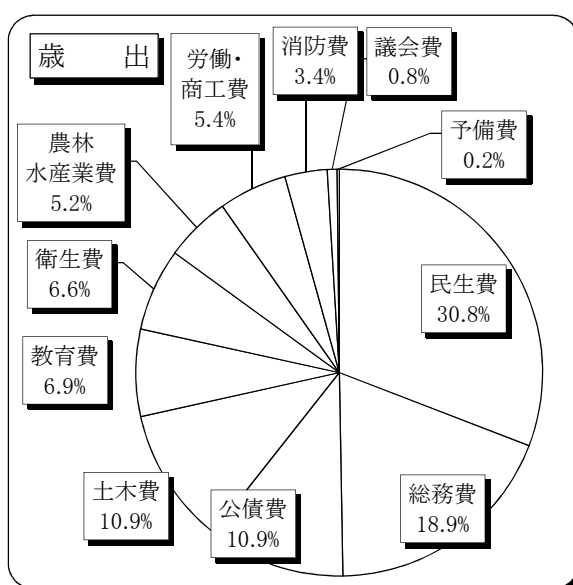 歳　　出
労働・
商工費
5.4%
消防費
3.4%
議会費
0.8%
予備費
0.2%
農林
水産業費
5.2%
衛生費
6.6%
民生費
30.8%
教育費
6.9%
土木費
10.9%
公債費
10.9%
総務費
18.9%